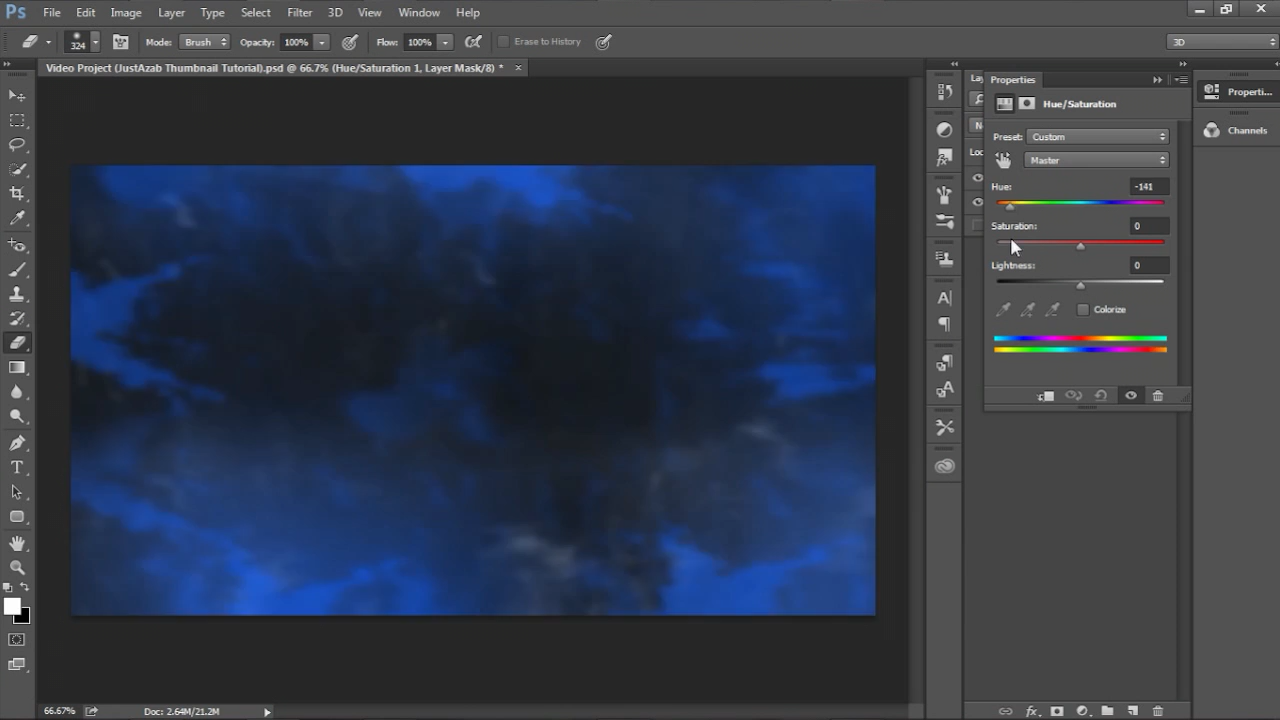 Ps File Edit Image Layer Type Select Filter 3D View Window Help
324 Mode: Brush Opacity: 100% Flow: 100% Erase to History 3D
Video Project (JustAzab Thumbnail Tutorial).psd @ 66.7% (Hue/Saturation 1, Layer Mask/8) * ×
Lay
Properties
Properti...
Hue/Saturation
Preset: Custom
Channels
Master
Lo
Hue: -141
Saturation: 0
Lightness: 0
Colorize
66.67% Doc: 2.64M/21.2M